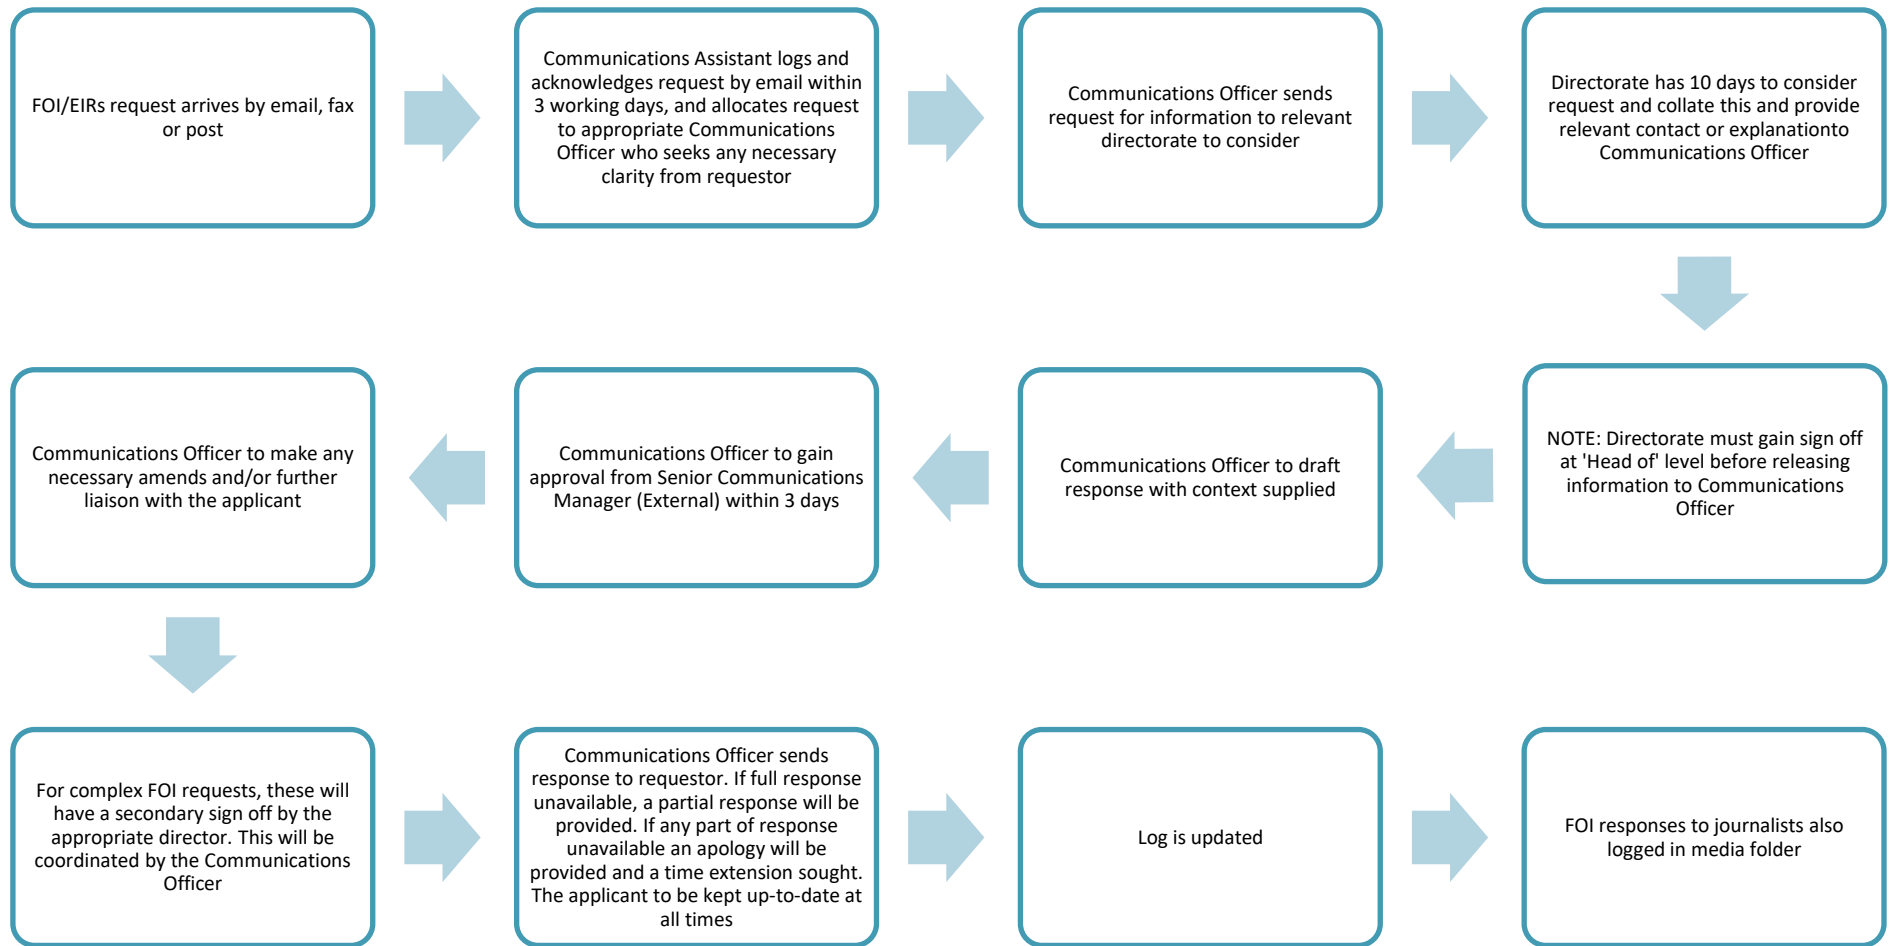 FOI/EIRs request arrives by email, fax
or post
Communications Assistant logs and
acknowledges request by email within
3 working days, and allocates request
to appropriate Communications
Officer who seeks any necessary
clarity from requestor
Communications Officer sends
request for information to relevant
directorate to consider
Directorate has 10 days to consider
request and collate this and provide
relevant contact or explanationto
Communications Officer
NOTE: Directorate must gain sign off
at 'Head of' level before releasing
information to Communications
Officer
Communications Officer to draft
response with context supplied
Communications Officer to gain
approval from Senior Communications
Manager (External) within 3 days
Communications Officer to make any
necessary amends and/or further
liaison with the applicant
For complex FOI requests, these will
have a secondary sign off by the
appropriate director. This will be
coordinated by the Communications
Officer
Communications Officer sends
response to requestor. If full response
unavailable, a partial response will be
provided. If any part of response
unavailable an apology will be
provided and a time extension sought.
The applicant to be kept up-to-date at
all times
Log is updated
FOI responses to journalists also
logged in media folder